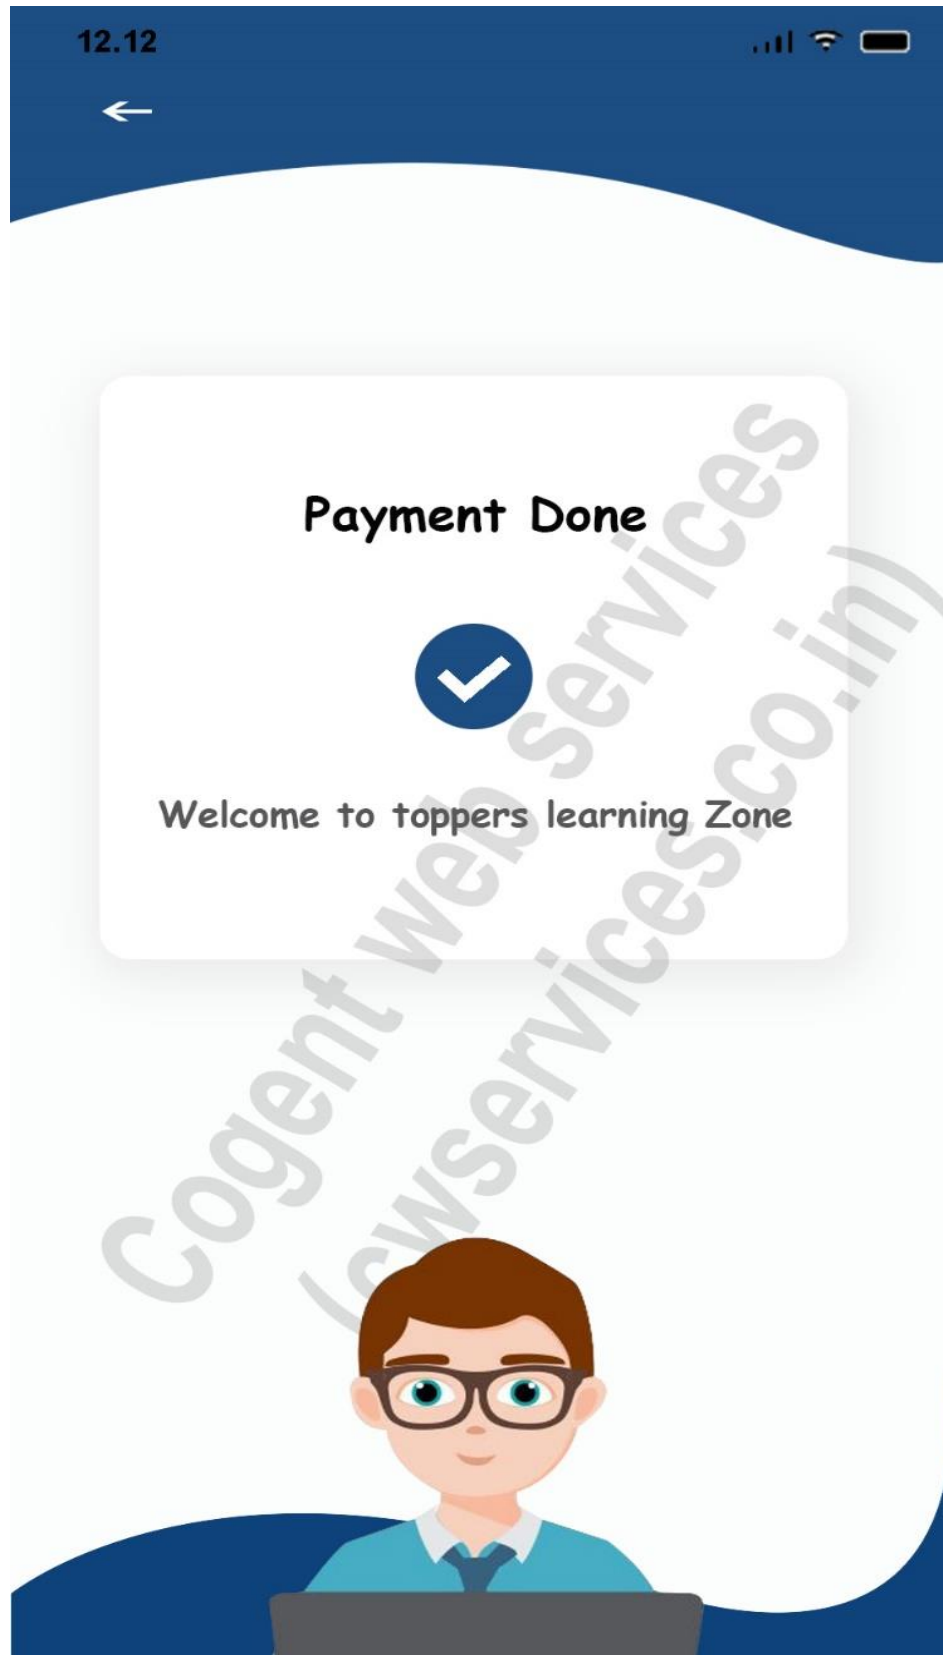 12.12
Payment Done
Welcome to toppers learning Zone
Cogent web services
(cwservices.co.in)